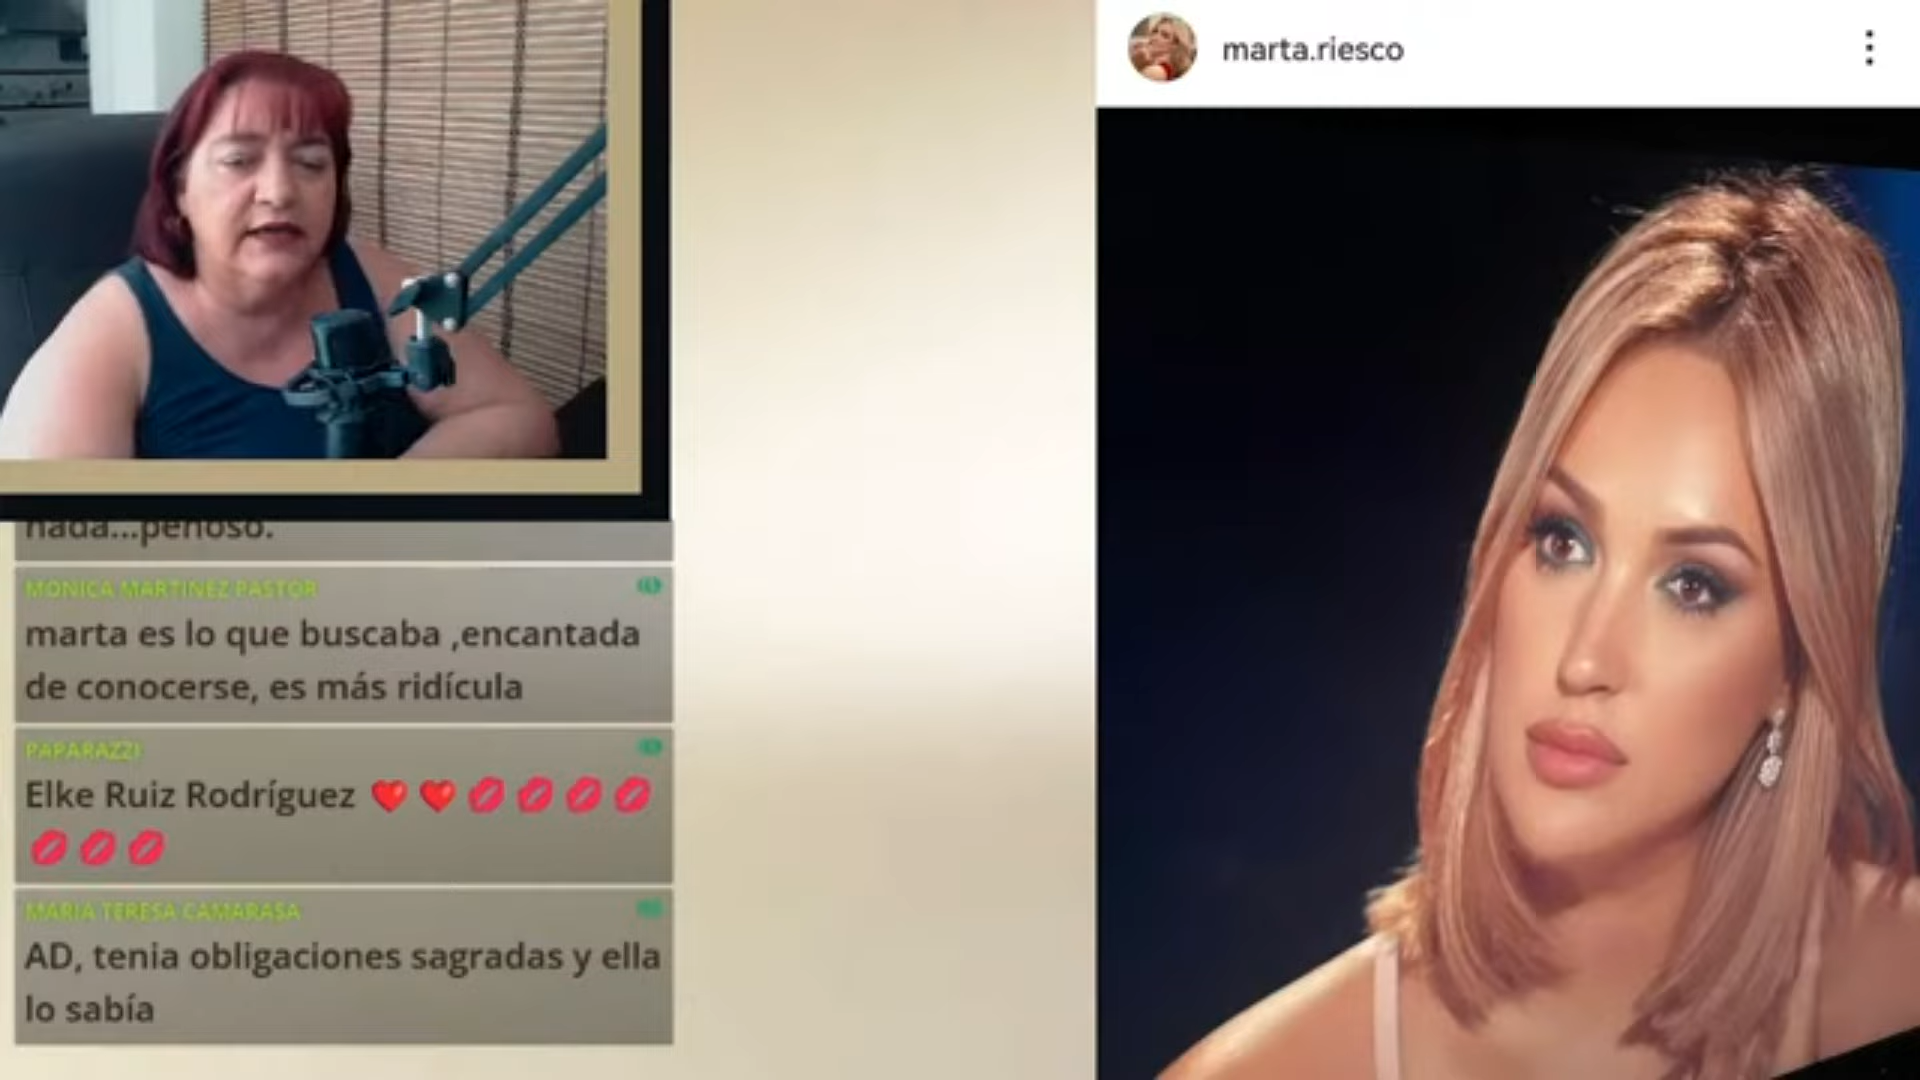 marta.riesco
nada...penoso.
MONICA MARTINEZ PASTOR
marta es lo que buscaba ,encantada
de conocerse, es más ridícula
PAPARAZZI
Elke Ruiz Rodríguez ❤️ ❤️ 💋 💋 💋 💋
💋 💋 💋
MARIA TERESA CAMARASA
AD, tenia obligaciones sagradas y ella
lo sabía